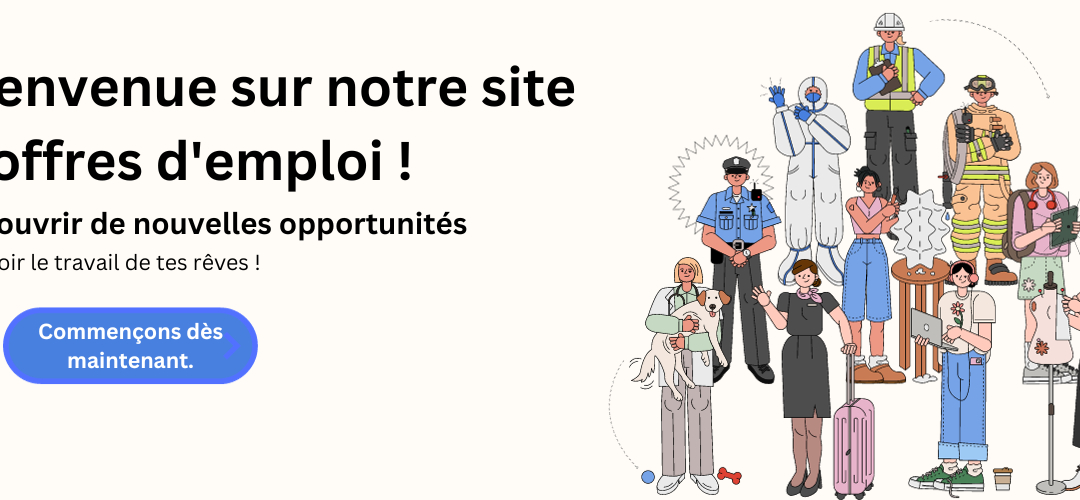 envenue sur notre site
offres d'emploi !
ouvrir de nouvelles opportunités
oir le travail de tes rêves !
Commençons dès
maintenant.